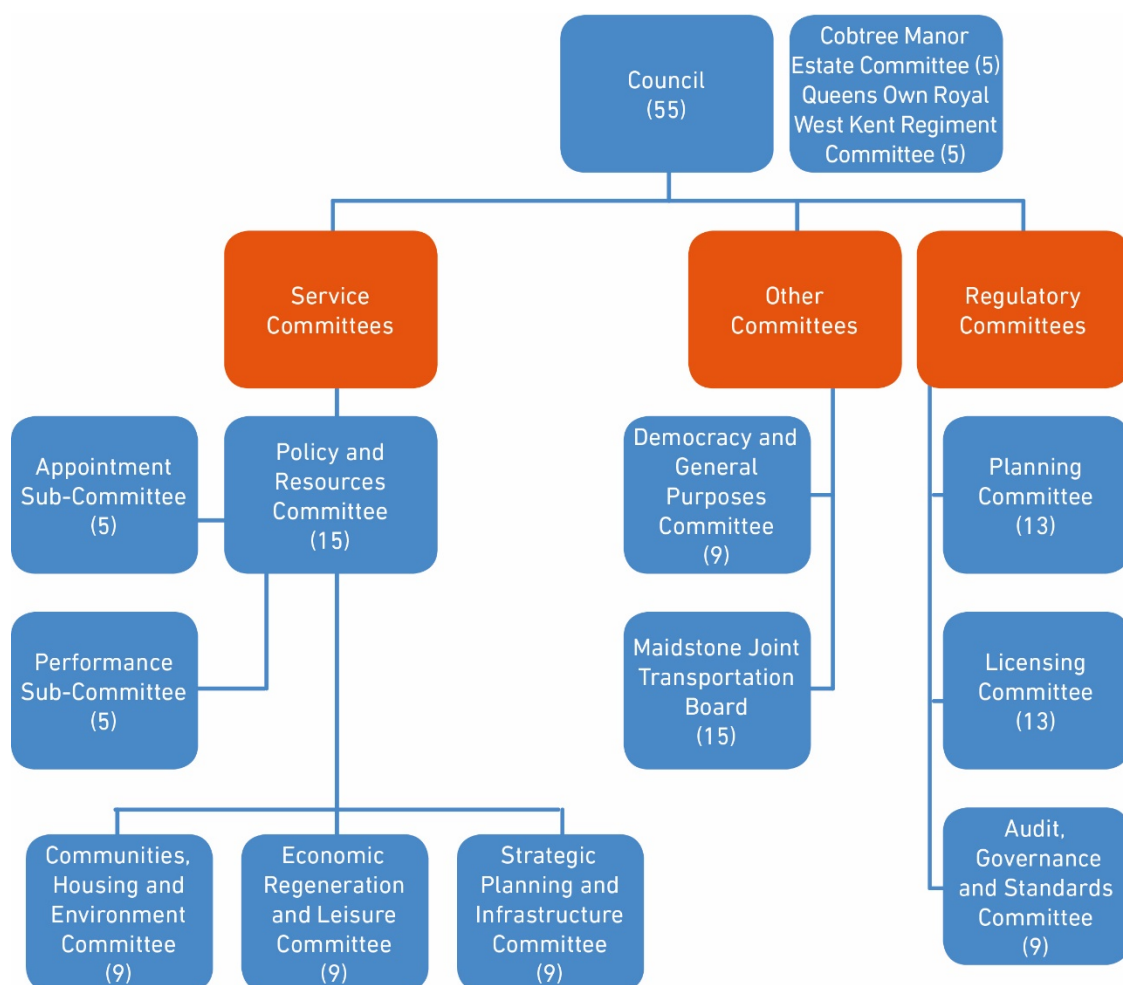 Council
(55)
Cobtree Manor
Estate Committee (5)
Queens Own Royal
West Kent Regiment
Committee (5)
Service
Committees
Other
Committees
Regulatory
Committees
Appointment
Sub-Committee
(5)
Policy and
Resources
Committee
(15)
Democracy and
General
Purposes
Committee
(9)
Planning
Committee
(13)
Performance
Sub-Committee
(5)
Maidstone Joint
Transportation
Board
(15)
Licensing
Committee
(13)
Communities,
Housing and
Environment
Committee
(9)
Economic
Regeneration
and Leisure
Committee
(9)
Strategic
Planning and
Infrastructure
Committee
(9)
Audit,
Governance
and Standards
Committee
(9)